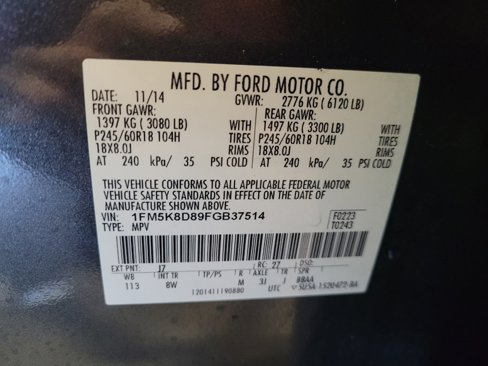 MFD. BY FORD MOTOR CO.
DATE: 11/14 GVWR: 2776 KG ( 6120 LB)
FRONT GAWR: REAR GAWR:
1397 KG ( 3080 LB) WITH 1497 KG ( 3300 LB) WITH
P245/60R18 104H TIRES P245/60R18 104H TIRES
18X8.0J RIMS 18X8.0J RIMS
AT 240 kPa/ 35 PSI COLD AT 240 kPa/ 35 PSI COLD
THIS VEHICLE CONFORMS TO ALL APPLICABLE FEDERAL MOTOR
VEHICLE SAFETY STANDARDS IN EFFECT ON THE DATE OF
MANUFACTURE SHOWN ABOVE.
VIN: 1FM5K8D89FGB37514 F0223
TYPE: MPV T0243
EXT PNT: J7 RC: 27
WB INT TR TP/PS R AXLE TR SPR
113 8W M 3J J BBAA
1201411190880 UTC